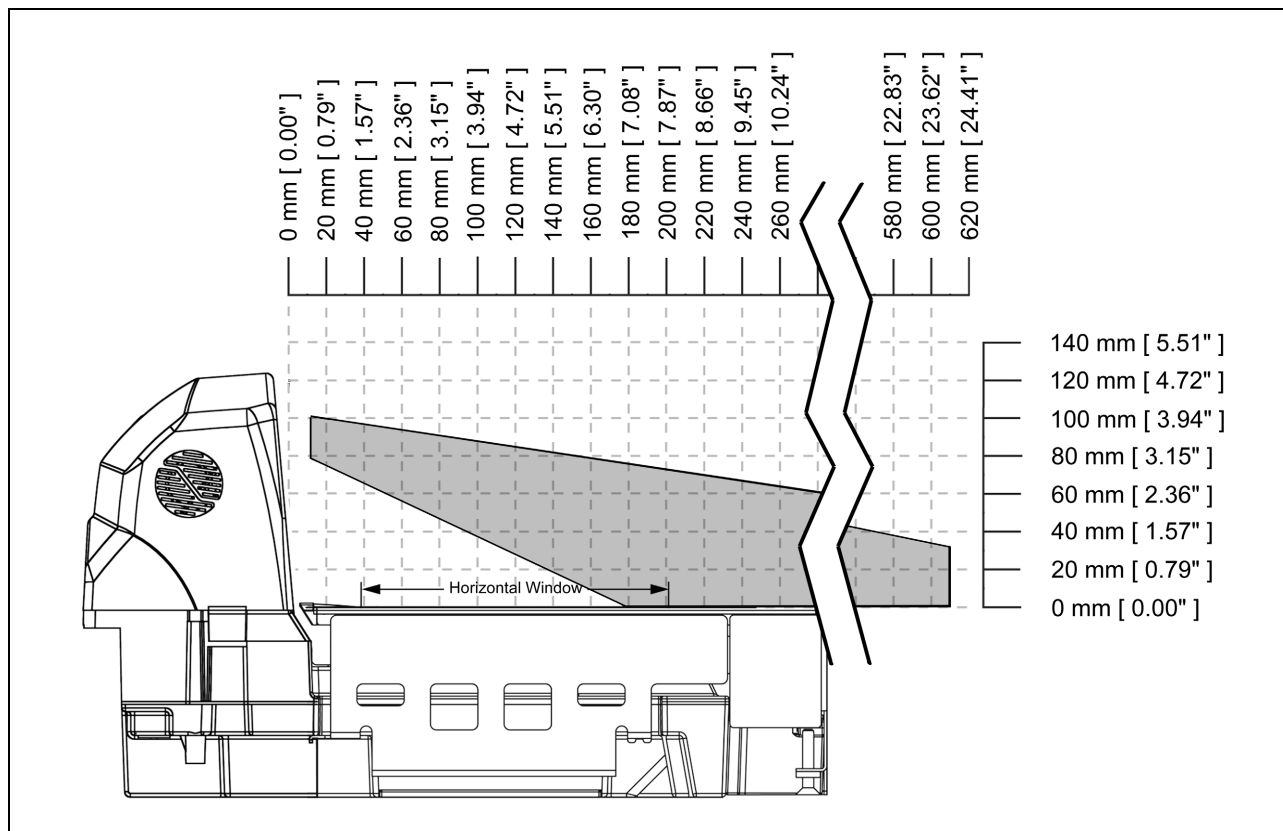 0 mm [ 0.00" ]
20 mm [ 0.79" ]
40 mm [ 1.57" ]
60 mm [ 2.36" ]
80 mm [ 3.15" ]
100 mm [ 3.94" ]
120 mm [ 4.72" ]
140 mm [ 5.51" ]
160 mm [ 6.30" ]
180 mm [ 7.08" ]
200 mm [ 7.87" ]
220 mm [ 8.66" ]
240 mm [ 9.45" ]
260 mm [ 10.24" ]
580 mm [ 22.83" ]
600 mm [ 23.62" ]
620 mm [ 24.41" ]
140 mm [ 5.51" ]
120 mm [ 4.72" ]
100 mm [ 3.94" ]
80 mm [ 3.15" ]
60 mm [ 2.36" ]
40 mm [ 1.57" ]
20 mm [ 0.79" ]
0 mm [ 0.00" ]
Horizontal Window